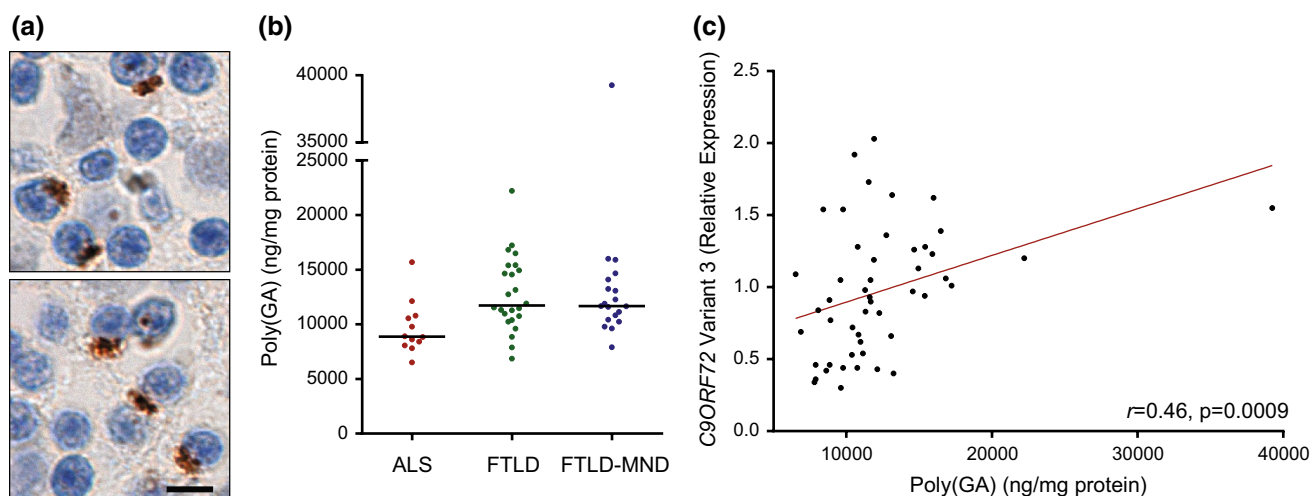 (a)
(b)
Poly(GA) (ng/mg protein)
40000
35000
25000
20000
15000
10000
5000
0
ALS
FTLD
FTLD-MND
(c)
C9ORF72 Variant 3 (Relative Expression)
2.5
2.0
1.5
1.0
0.5
0.0
r=0.46, p=0.0009
10000
20000
30000
40000
Poly(GA) (ng/mg protein)